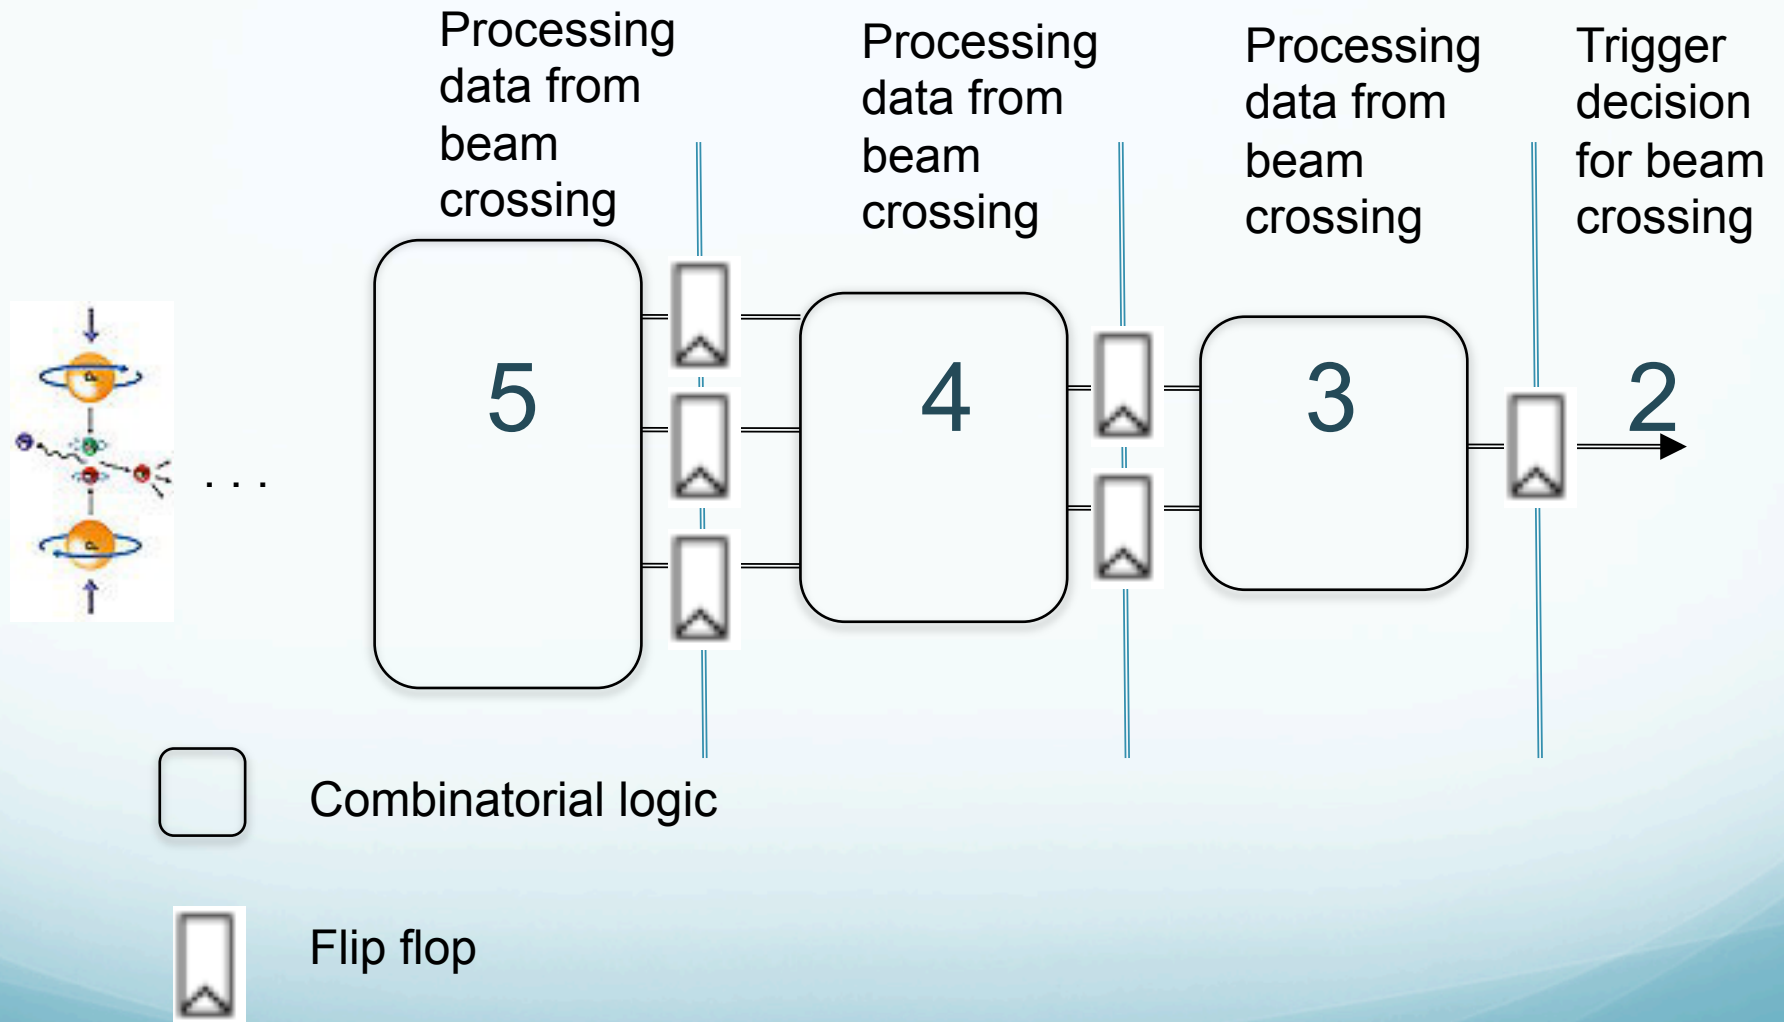 Processing
data from
beam
crossing
Processing
data from
beam
crossing
Processing
data from
beam
crossing
Trigger
decision
for beam
crossing
5
4
3
2
. . .
Combinatorial logic
Flip flop